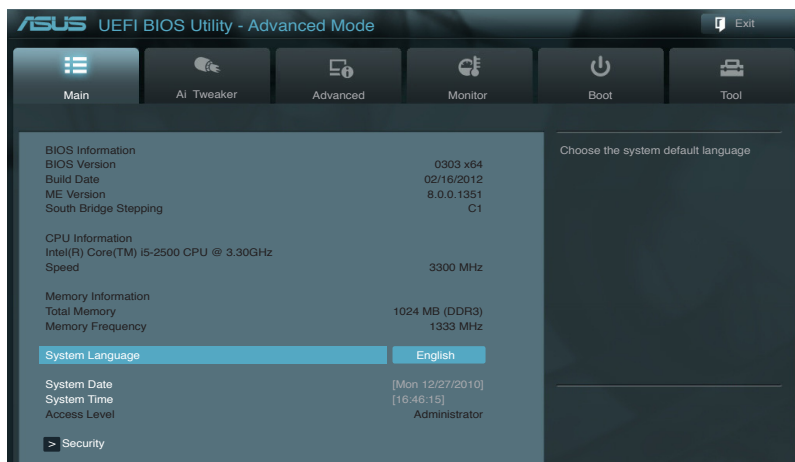 ASUS UEFI BIOS Utility - Advanced Mode
Exit
Main
Ai Tweaker
Advanced
Monitor
Boot
Tool
BIOS Information
BIOS Version 0303 x64
Build Date 02/16/2012
ME Version 8.0.0.1351
South Bridge Stepping C1
CPU Information
Intel(R) Core(TM) i5-2500 CPU @ 3.30GHz
Speed 3300 MHz
Memory Information
Total Memory 1024 MB (DDR3)
Memory Frequency 1333 MHz
System Language English
System Date [Mon 12/27/2010]
System Time [16:46:15]
Access Level Administrator
> Security
Choose the system default language